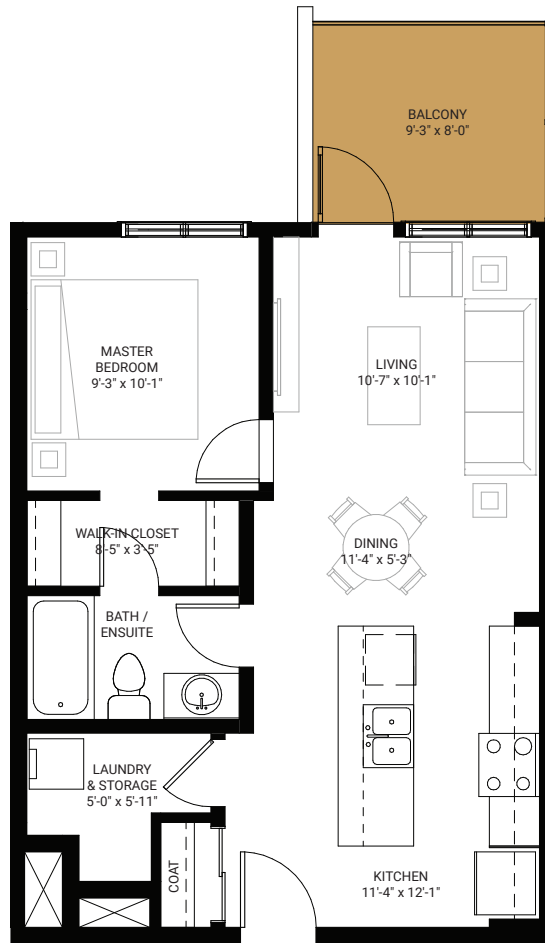 BALCONY
9'-3" x 8'-0"
MASTER
BEDROOM
9'-3" x 10'-1"
LIVING
10'-7" x 10'-1"
WALK-IN CLOSET
8'-5" x 3'-5"
DINING
11'-4" x 5'-3"
BATH /
ENSUITE
LAUNDRY
& STORAGE
5'-0" x 5'-11"
COAT
KITCHEN
11'-4" x 12'-1"